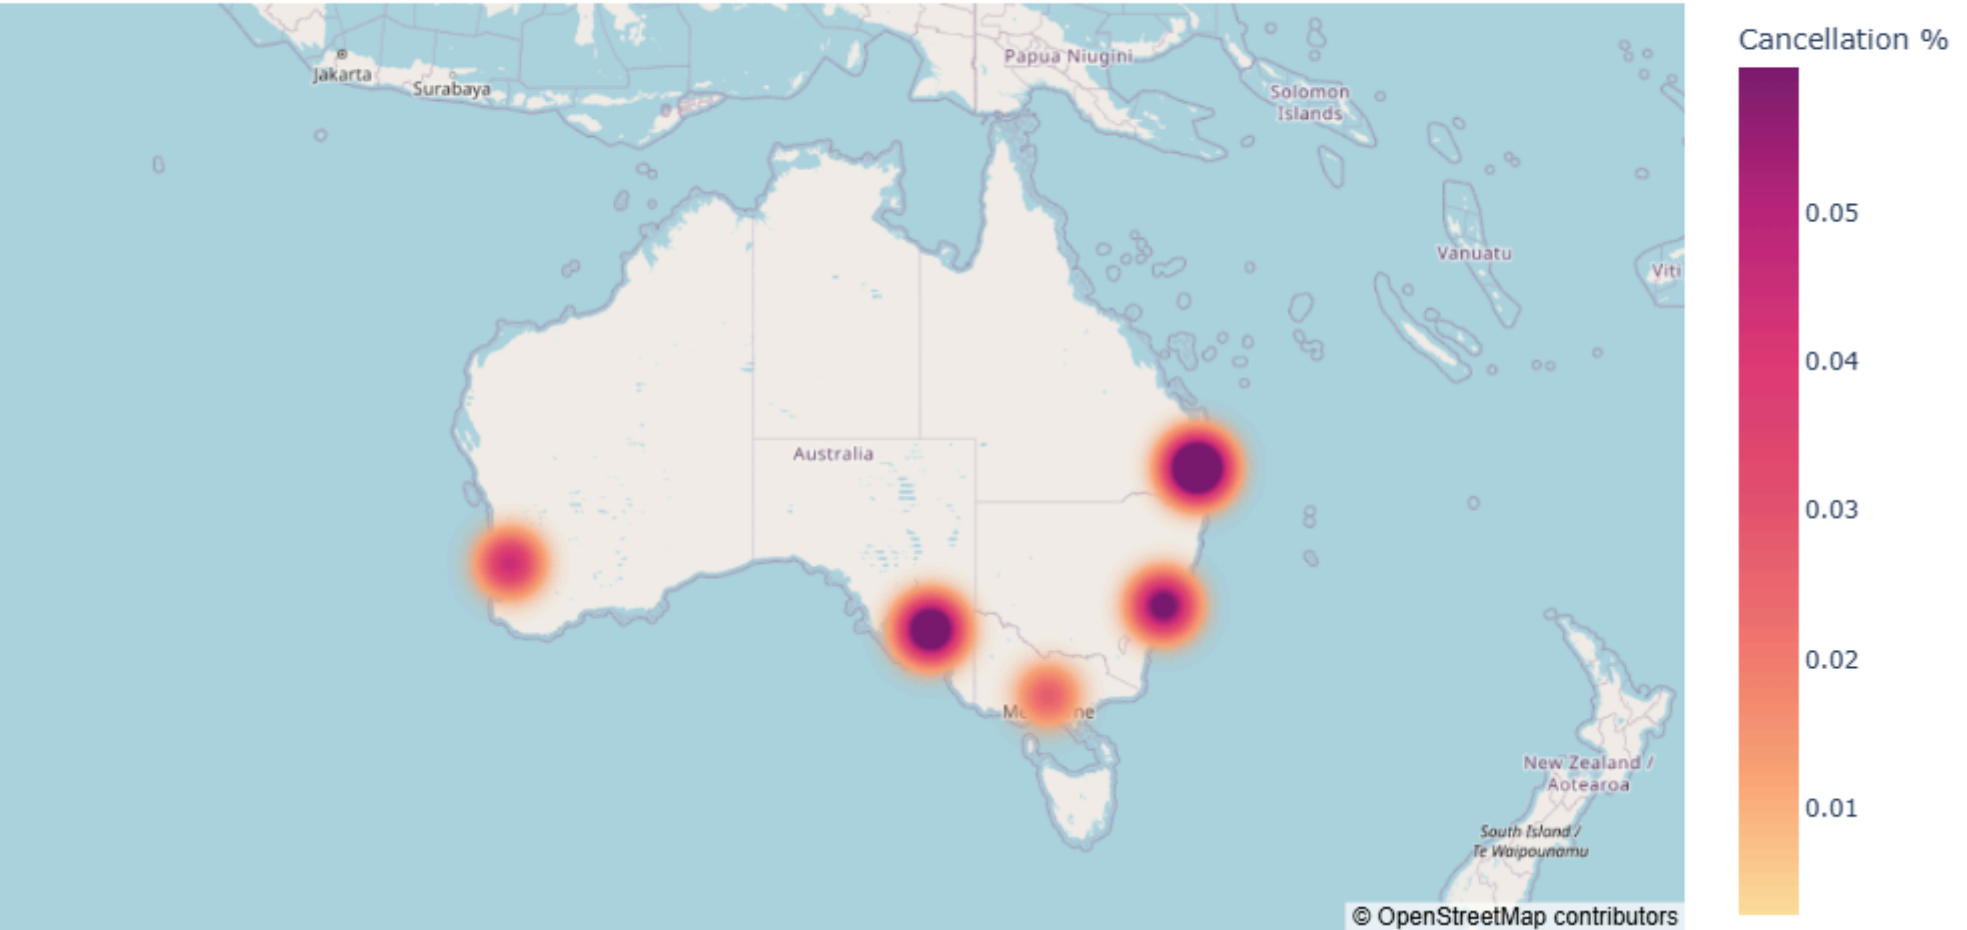 Jakarta
Surabaya
Papua Niugini
Solomon
Islands
Vanuatu
Viti
Australia
New Zealand /
Aotearoa
South Island /
Te Waipounamu
© OpenStreetMap contributors
Cancellation %
0.05
0.04
0.03
0.02
0.01